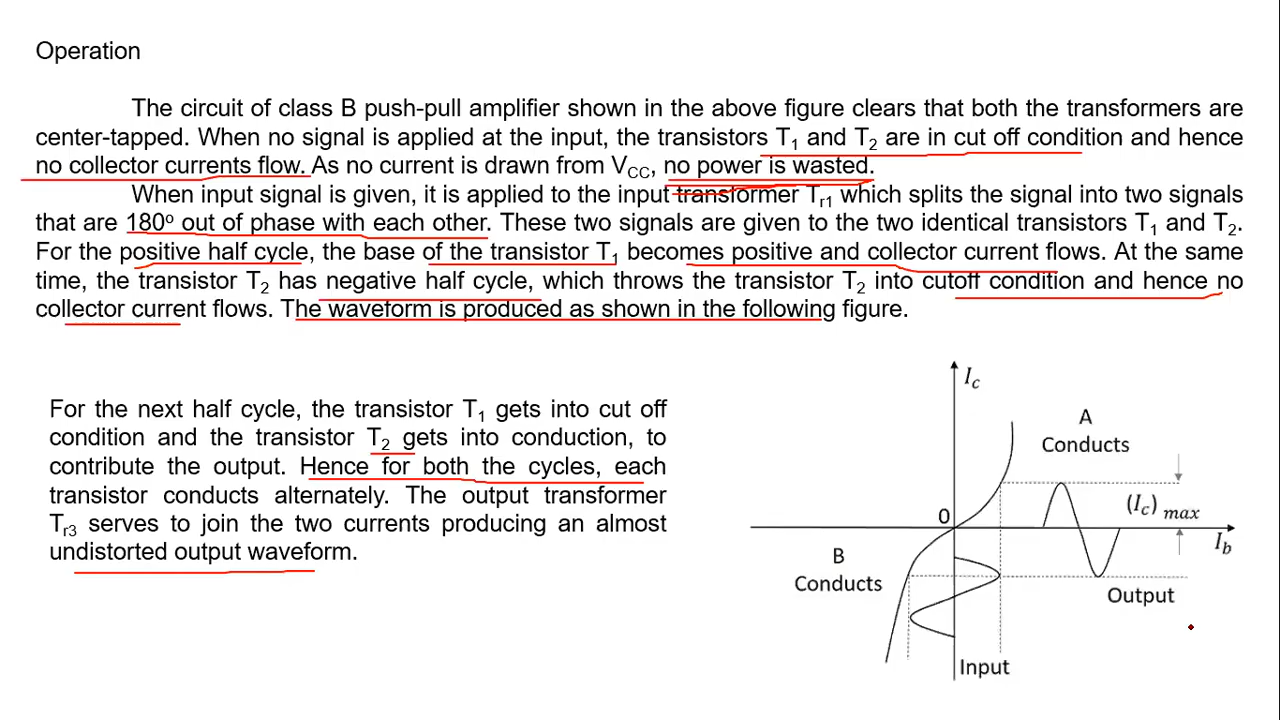 Operation
The circuit of class B push-pull amplifier shown in the above figure clears that both the transformers are
center-tapped. When no signal is applied at the input, the transistors T₁ and T₂ are in cut off condition and hence
no collector currents flow. As no current is drawn from V_CC, no power is wasted.
When input signal is given, it is applied to the input transformer T_r1 which splits the signal into two signals
that are 180º out of phase with each other. These two signals are given to the two identical transistors T₁ and T₂.
For the positive half cycle, the base of the transistor T₁ becomes positive and collector current flows. At the same
time, the transistor T₂ has negative half cycle, which throws the transistor T₂ into cutoff condition and hence no
collector current flows. The waveform is produced as shown in the following figure.
For the next half cycle, the transistor T₁ gets into cut off
condition and the transistor T₂ gets into conduction, to
contribute the output. Hence for both the cycles, each
transistor conducts alternately. The output transformer
T_r3 serves to join the two currents producing an almost
undistorted output waveform.
I_c
A
Conducts
(I_c) max
0
I_b
B
Conducts
Output
Input